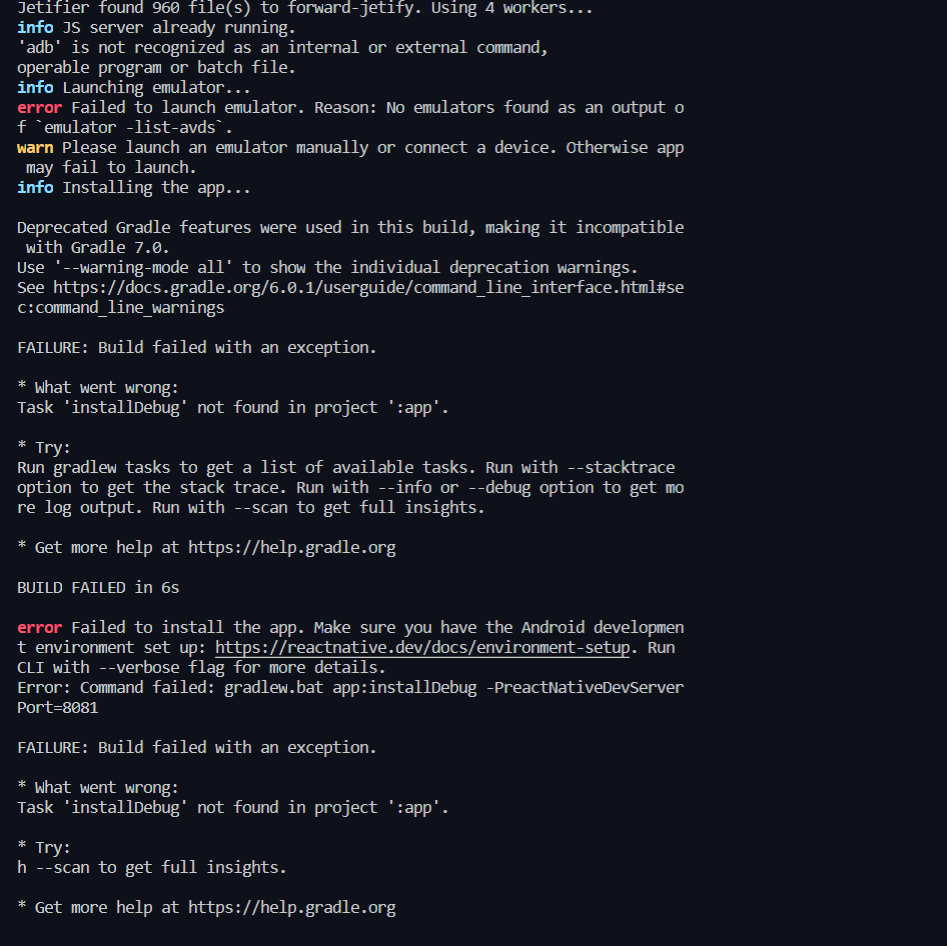 Jetifier found 960 file(s) to forward-jetify. Using 4 workers...
info JS server already running.
'adb' is not recognized as an internal or external command,
operable program or batch file.
info Launching emulator...
error Failed to launch emulator. Reason: No emulators found as an output o
f `emulator -list-avds`.
warn Please launch an emulator manually or connect a device. Otherwise app
 may fail to launch.
info Installing the app...

Deprecated Gradle features were used in this build, making it incompatible
 with Gradle 7.0.
Use '--warning-mode all' to show the individual deprecation warnings.
See https://docs.gradle.org/6.0.1/userguide/command_line_interface.html#se
c:command_line_warnings

FAILURE: Build failed with an exception.

* What went wrong:
Task 'installDebug' not found in project ':app'.

* Try:
Run gradlew tasks to get a list of available tasks. Run with --stacktrace
option to get the stack trace. Run with --info or --debug option to get mo
re log output. Run with --scan to get full insights.

* Get more help at https://help.gradle.org

BUILD FAILED in 6s

error Failed to install the app. Make sure you have the Android developmen
t environment set up: https://reactnative.dev/docs/environment-setup. Run
CLI with --verbose flag for more details.
Error: Command failed: gradlew.bat app:installDebug -PreactNativeDevServer
Port=8081

FAILURE: Build failed with an exception.

* What went wrong:
Task 'installDebug' not found in project ':app'.

* Try:
h --scan to get full insights.

* Get more help at https://help.gradle.org